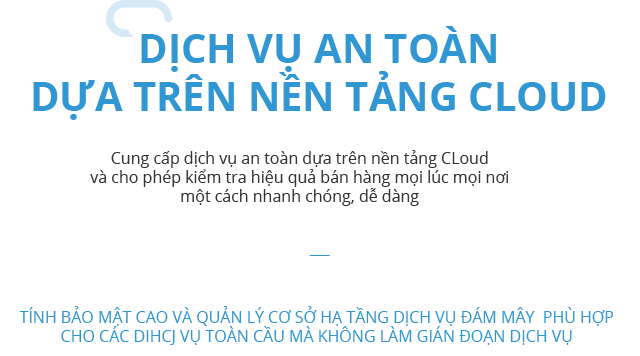 DỊCH VỤ AN TOÀN
DỰA TRÊN NỀN TẢNG CLOUD
Cung cấp dịch vụ an toàn dựa trên nền tảng CLoud
và cho phép kiểm tra hiệu quả bán hàng mọi lúc mọi nơi
một cách nhanh chóng, dễ dàng
TÍNH BẢO MẬT CAO VÀ QUẢN LÝ CƠ SỞ HẠ TẦNG DỊCH VỤ ĐÁM MÂY  PHÙ HỢP
CHO CÁC DIHCJ VỤ TOÀN CẦU MÀ KHÔNG LÀM GIÁN ĐOẠN DỊCH VỤ